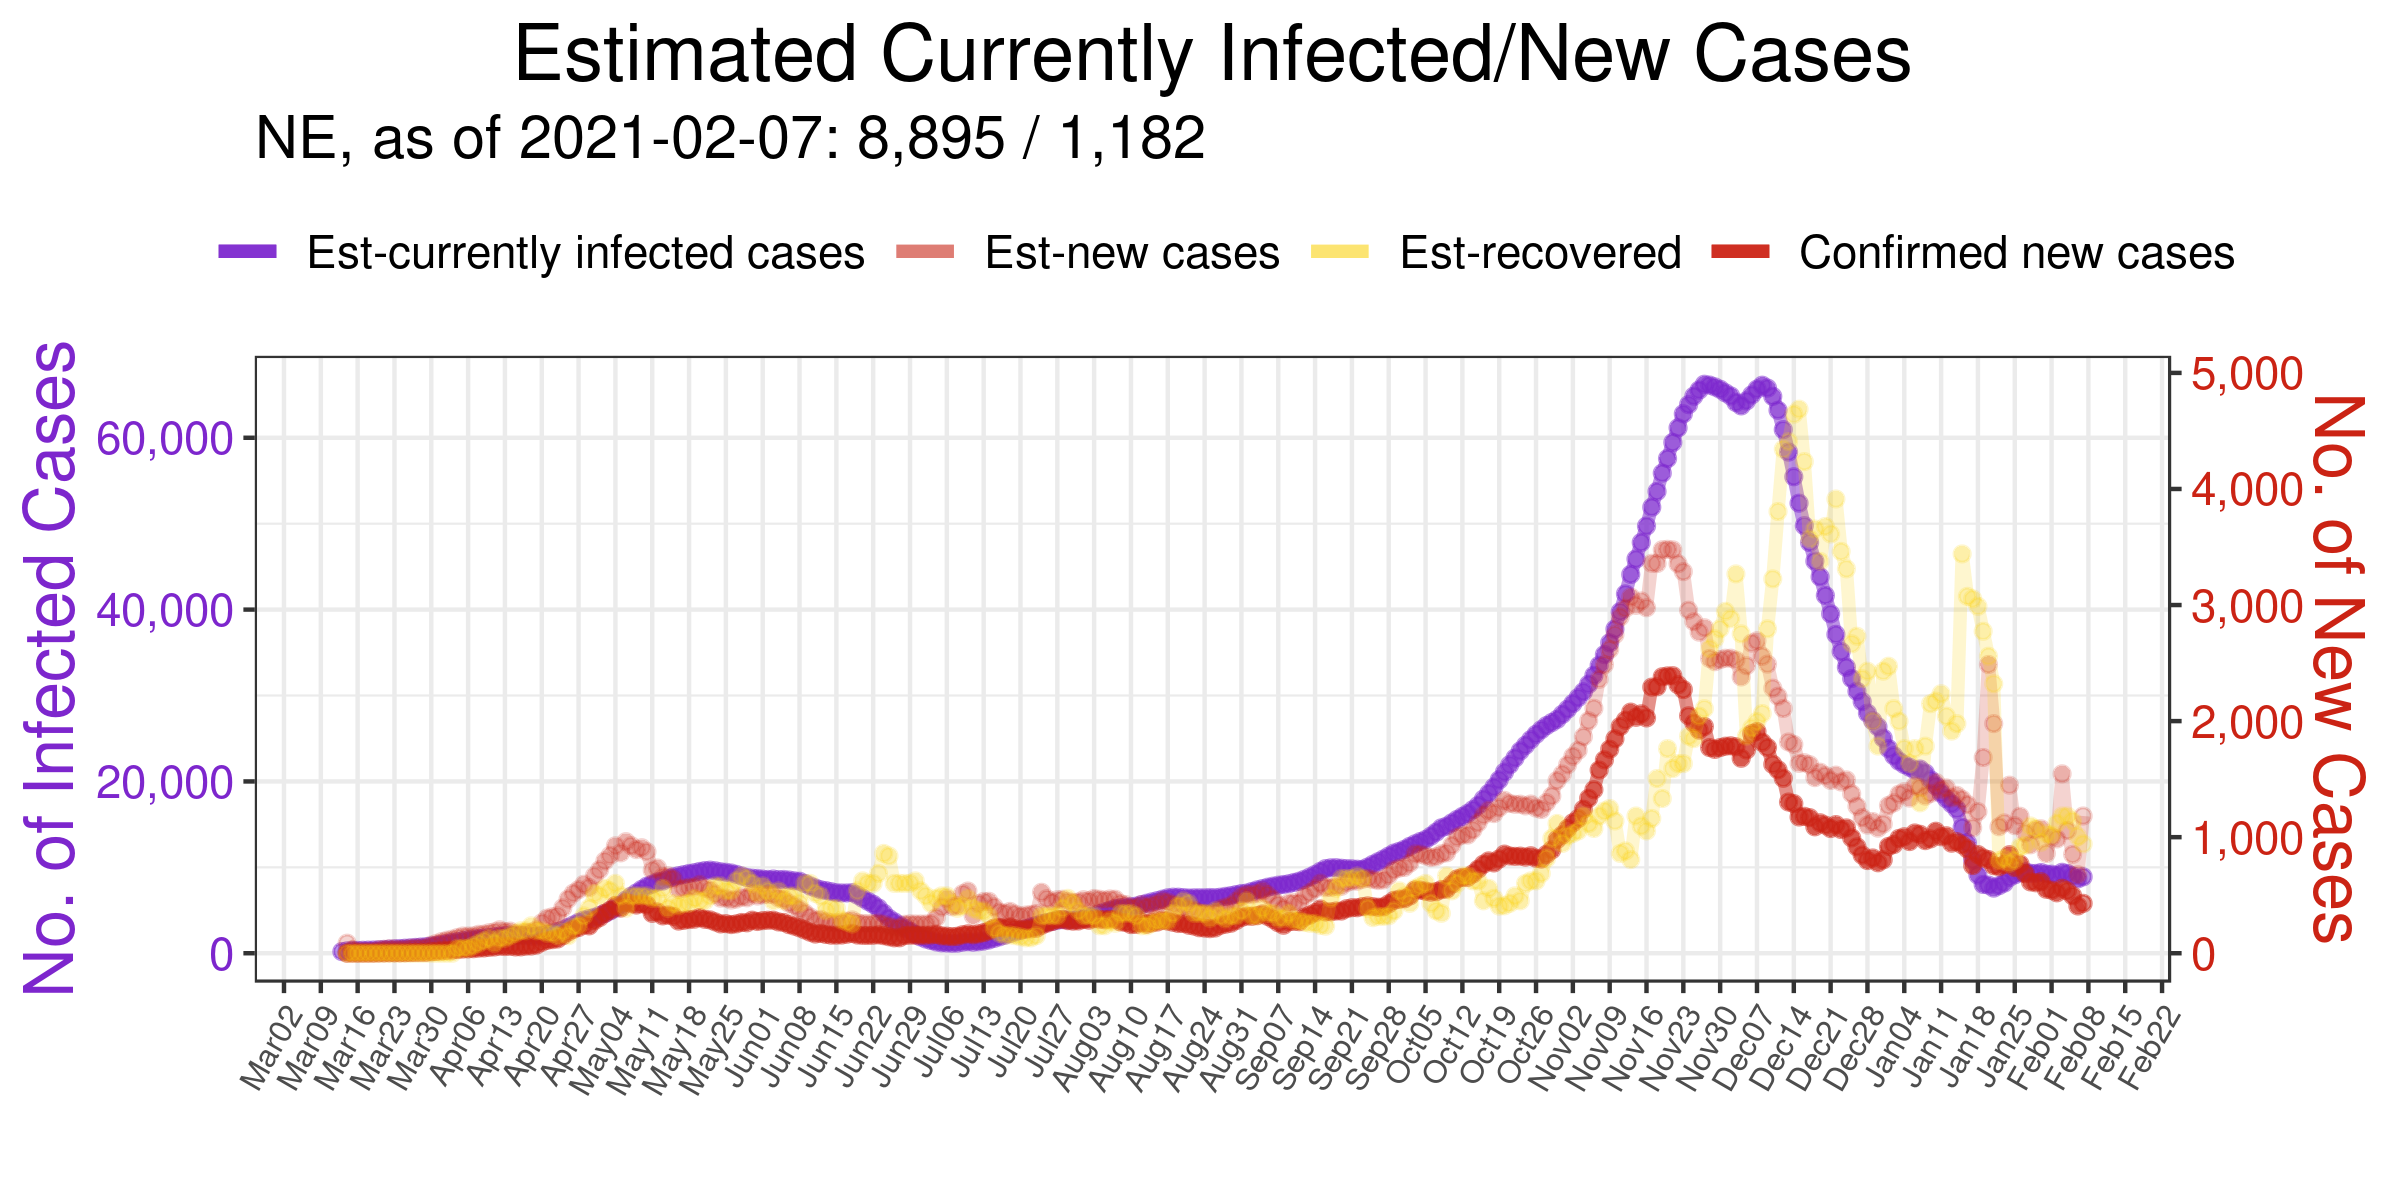 Estimated Currently Infected/New Cases
NE, as of 2021-02-07: 8,895 / 1,182
Est-currently infected cases
Est-new cases
Est-recovered
Confirmed new cases
No. of Infected Cases
60,000
40,000
20,000
0
5,000
4,000
3,000
2,000
1,000
0
No. of New Cases
Mar02
Mar09
Mar16
Mar23
Mar30
Apr06
Apr13
Apr20
Apr27
May04
May11
May18
May25
Jun01
Jun08
Jun15
Jun22
Jun29
Jul06
Jul13
Jul20
Jul27
Aug03
Aug10
Aug17
Aug24
Aug31
Sep07
Sep14
Sep21
Sep28
Oct05
Oct12
Oct19
Oct26
Nov02
Nov09
Nov16
Nov23
Nov30
Dec07
Dec14
Dec21
Dec28
Jan04
Jan11
Jan18
Jan25
Feb01
Feb08
Feb15
Feb22